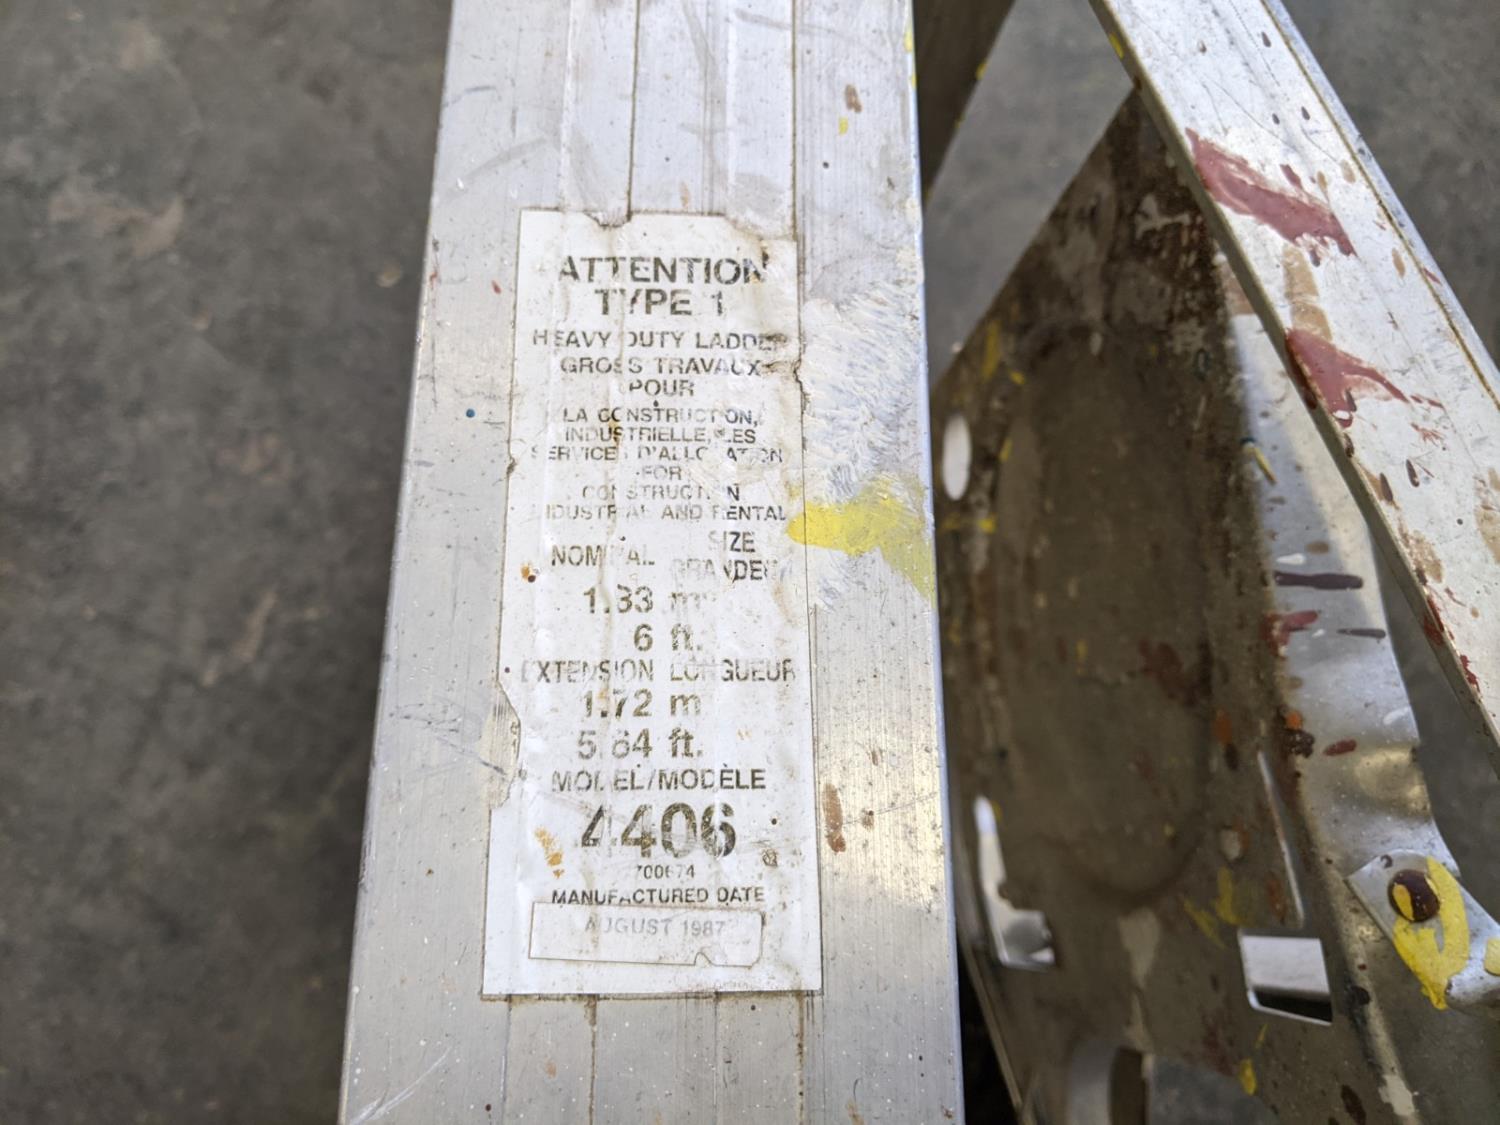 ATTENTION
TYPE 1
HEAVY DUTY LADDER
GROS TRAVAUX
POUR
LA CONSTRUCTION,
INDUSTRIELLE, LES
SERVICES D'ALLOCATION
FOR
CONSTRUCTION
INDUSTRIAL AND RENTAL
SIZE
NOMINAL GRANDEUR
1.83 m
6 ft.
EXTENSION LONGUEUR
1.72 m
5.64 ft.
MODEL/MODÈLE
4406
MANUFACTURED DATE
AUGUST 1987